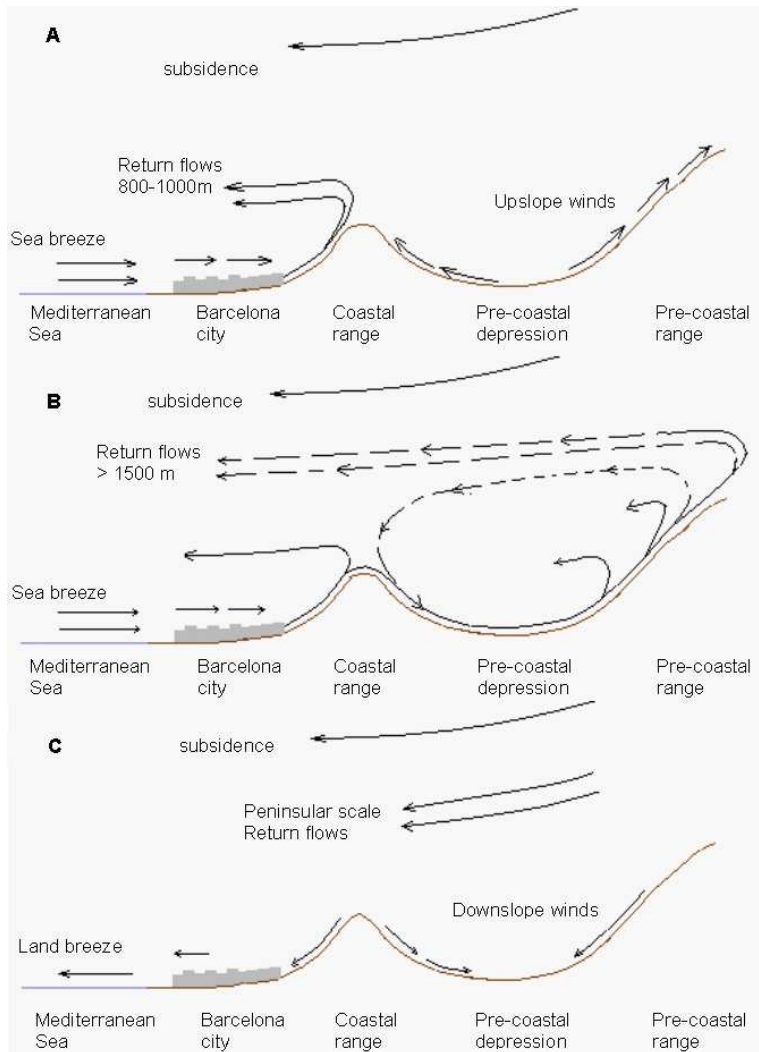 A
subsidence
Return flows
800-1000m
Upslope winds
Sea breeze
Mediterranean
Sea
Barcelona
city
Coastal
range
Pre-coastal
depression
Pre-coastal
range
B
subsidence
Return flows
> 1500 m
Sea breeze
Mediterranean
Sea
Barcelona
city
Coastal
range
Pre-coastal
depression
Pre-coastal
range
C
subsidence
Peninsular scale
Return flows
Downslope winds
Land breeze
Mediterranean
Sea
Barcelona
city
Coastal
range
Pre-coastal
depression
Pre-coastal
range